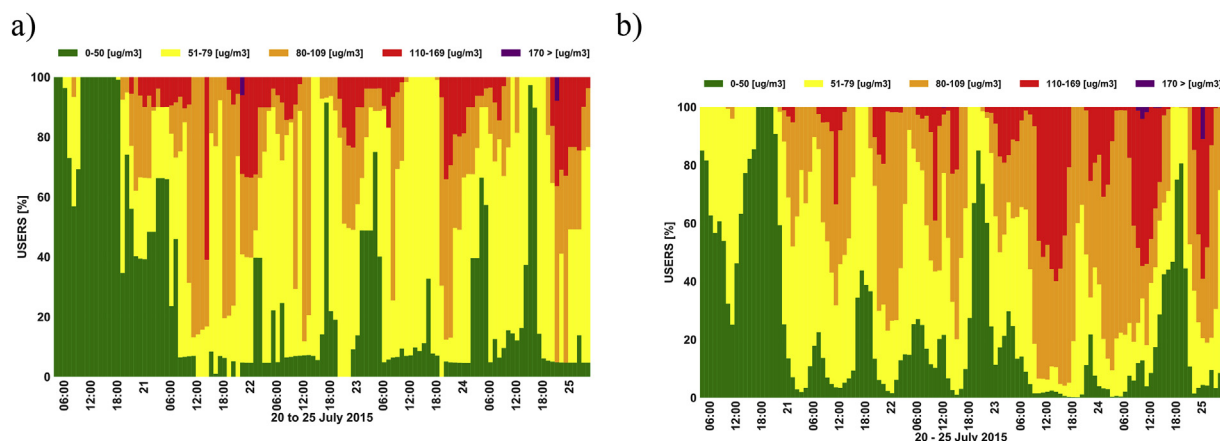 a)
0-50 [ug/m3] 51-79 [ug/m3] 80-109 [ug/m3] 110-169 [ug/m3] 170 > [ug/m3]
USERS [%]
100
80
60
40
20
0
06:00 12:00 18:00 21 06:00 12:00 18:00 22 06:00 12:00 18:00 23 06:00 12:00 18:00 24 06:00 12:00 18:00 25
20 to 25 July 2015
b)
0-50 [ug/m3] 51-79 [ug/m3] 80-109 [ug/m3] 110-169 [ug/m3] 170 > [ug/m3]
USERS [%]
100
80
60
40
20
0
06:00 12:00 18:00 21 06:00 12:00 18:00 22 06:00 12:00 18:00 23 06:00 12:00 18:00 24 06:00 12:00 18:00 25
20 - 25 July 2015